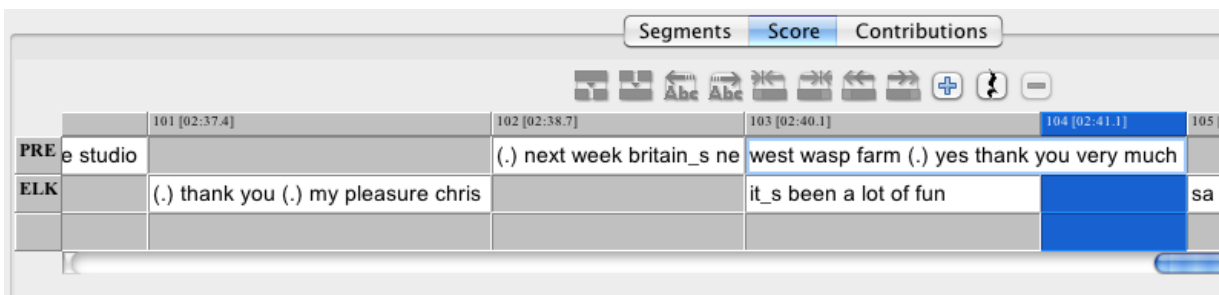 Segments Score Contributions
Abc Abc
101 [02:37.4] 102 [02:38.7] 103 [02:40.1] 104 [02:41.1] 105
PRE e studio (.) next week britain_s ne west wasp farm (.) yes thank you very much
ELK (.) thank you (.) my pleasure chris it_s been a lot of fun sa